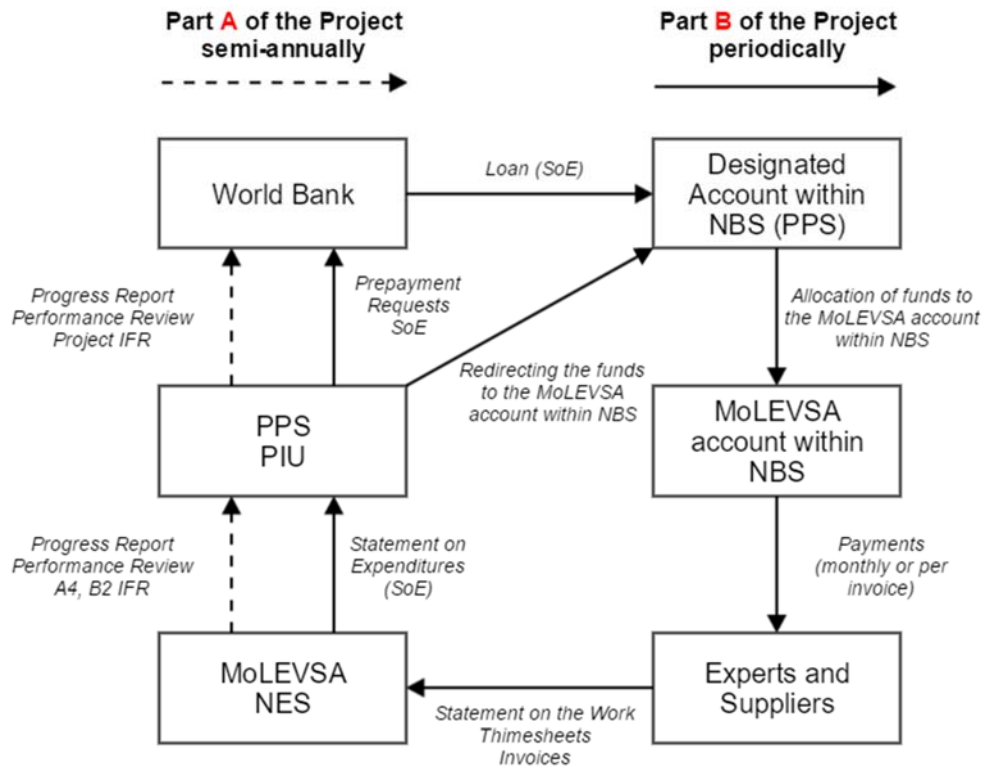 Part A of the Project
semi-annually
Part B of the Project
periodically
World Bank
Loan (SoE)
Designated
Account within
NBS (PPS)
Progress Report
Performance Review
Project IFR
Prepayment
Requests
SoE
Redirecting the funds
to the MoLEVSA
account within NBS
Allocation of funds to
the MoLEVSA account
within NBS
PPS
PIU
MoLEVSA
account within
NBS
Progress Report
Performance Review
A4, B2 IFR
Statement on
Expenditures
(SoE)
Payments
(monthly or per
invoice)
MoLEVSA
NES
Statement on the Work
Thimesheets
Invoices
Experts and
Suppliers